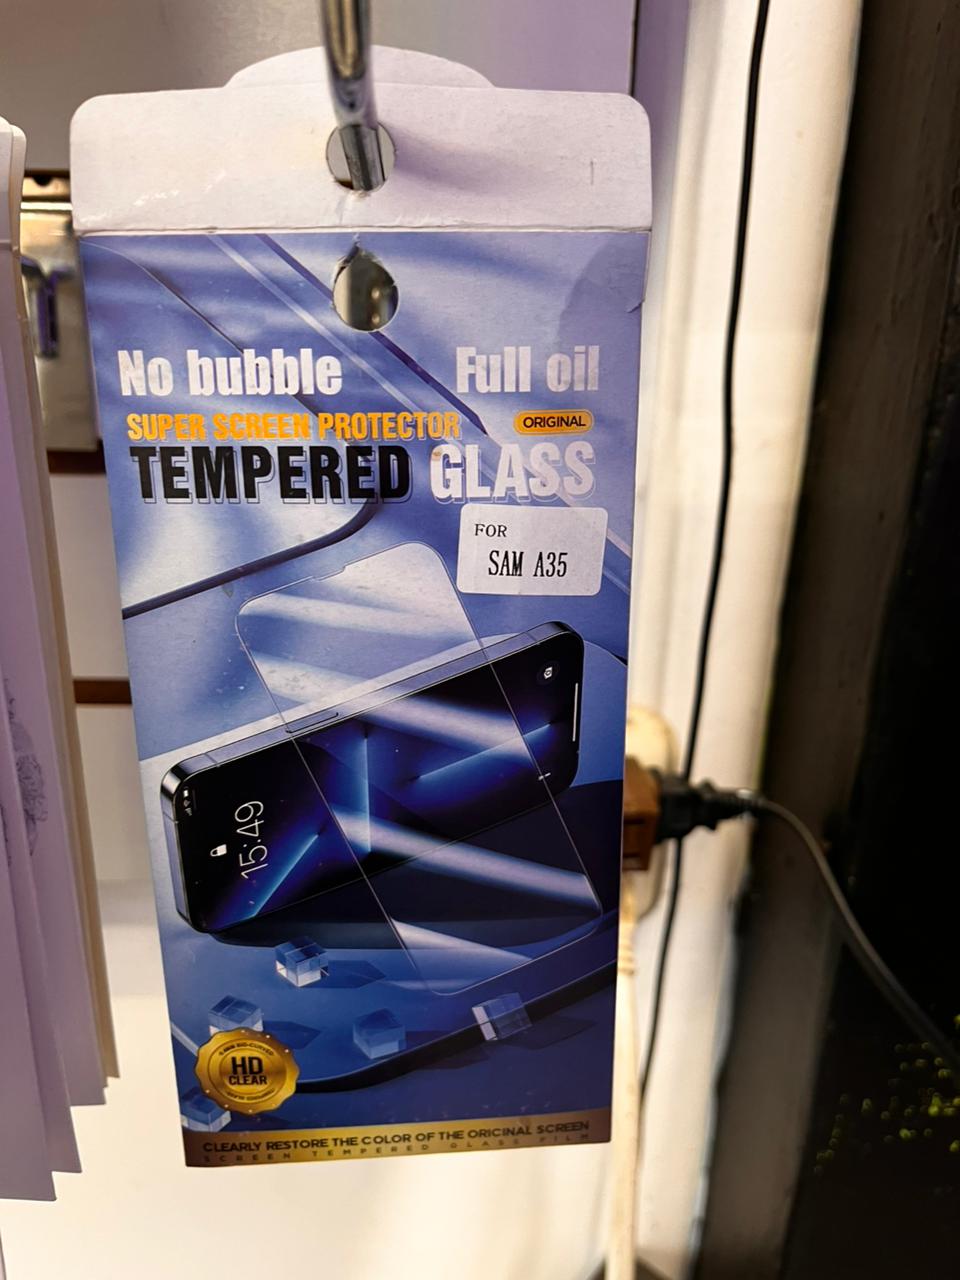 No bubble Full oil
SUPER SCREEN PROTECTOR ORIGINAL
TEMPERED GLASS
FOR
SAM A35
15:49
HD
CLEAR
CLEARLY RESTORE THE COLOR OF THE ORIGINAL SCREEN
SCREEN TEMPERED GLASS FILM